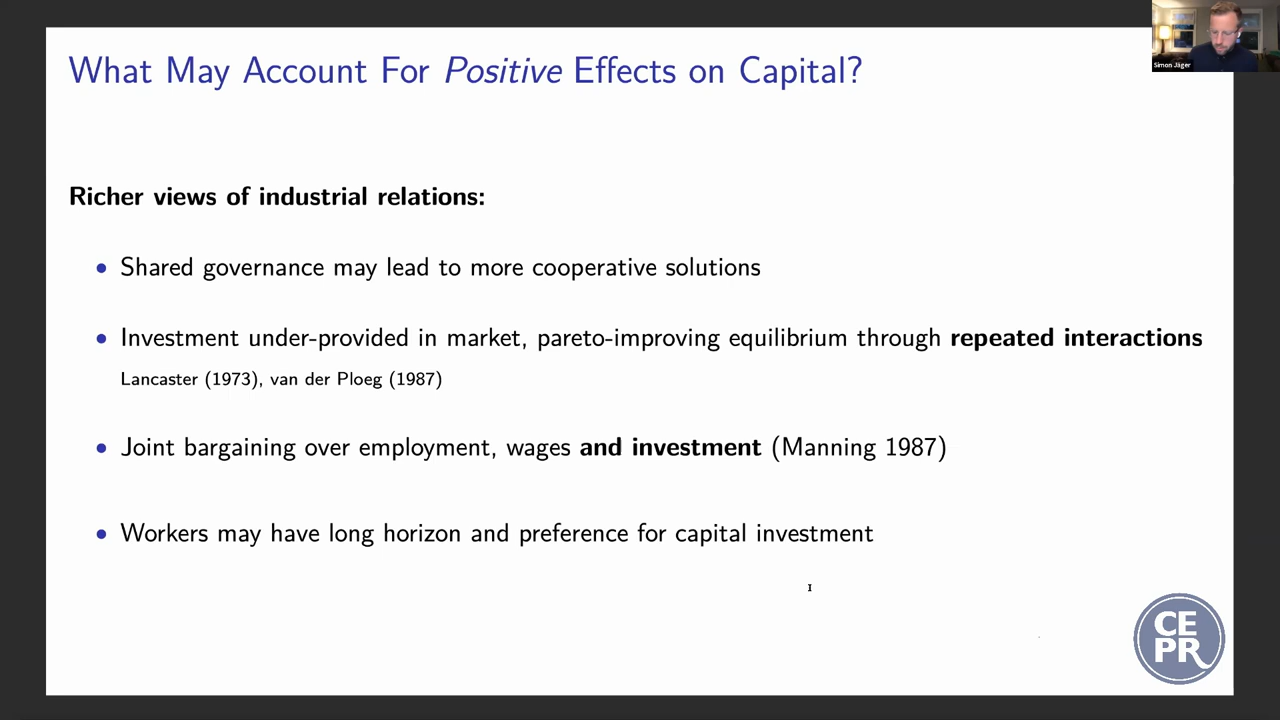 What May Account For Positive Effects on Capital?
Simon Jäger
Richer views of industrial relations:
• Shared governance may lead to more cooperative solutions
• Investment under-provided in market, pareto-improving equilibrium through repeated interactions
Lancaster (1973), van der Ploeg (1987)
• Joint bargaining over employment, wages and investment (Manning 1987)
• Workers may have long horizon and preference for capital investment
CE
PR